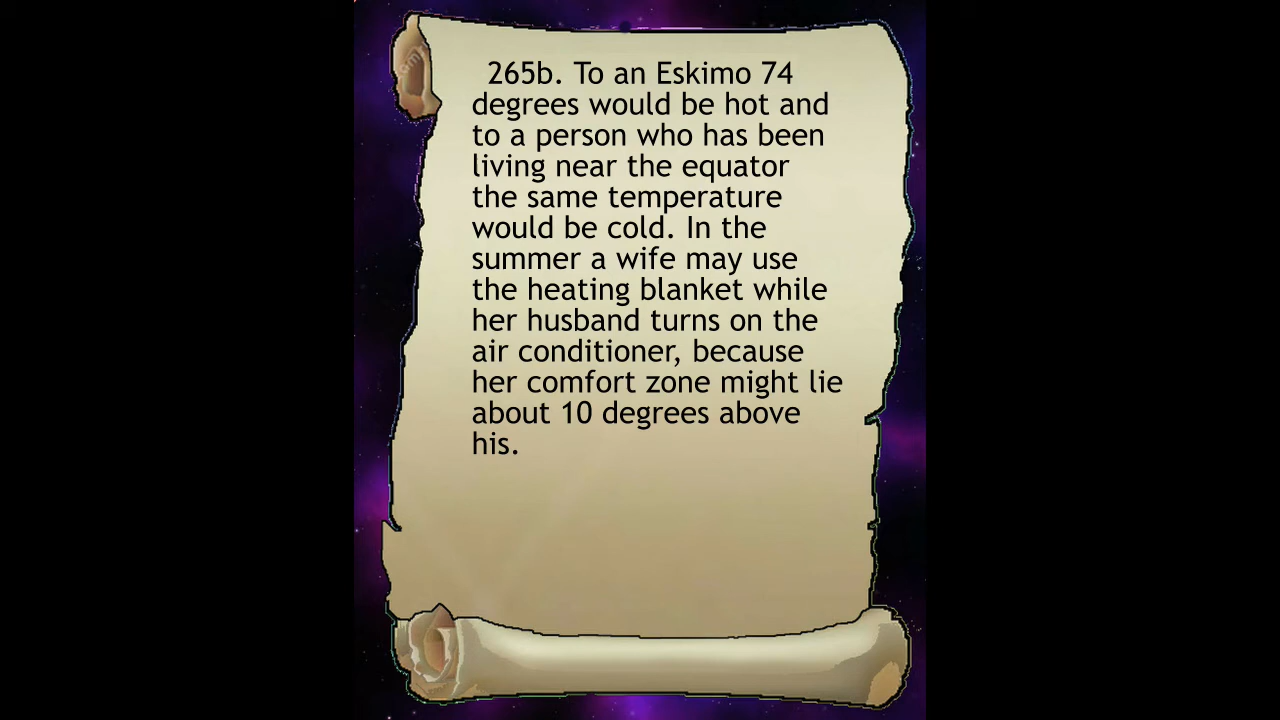 265b. To an Eskimo 74
degrees would be hot and
to a person who has been
living near the equator
the same temperature
would be cold. In the
summer a wife may use
the heating blanket while
her husband turns on the
air conditioner, because
her comfort zone might lie
about 10 degrees above
his.